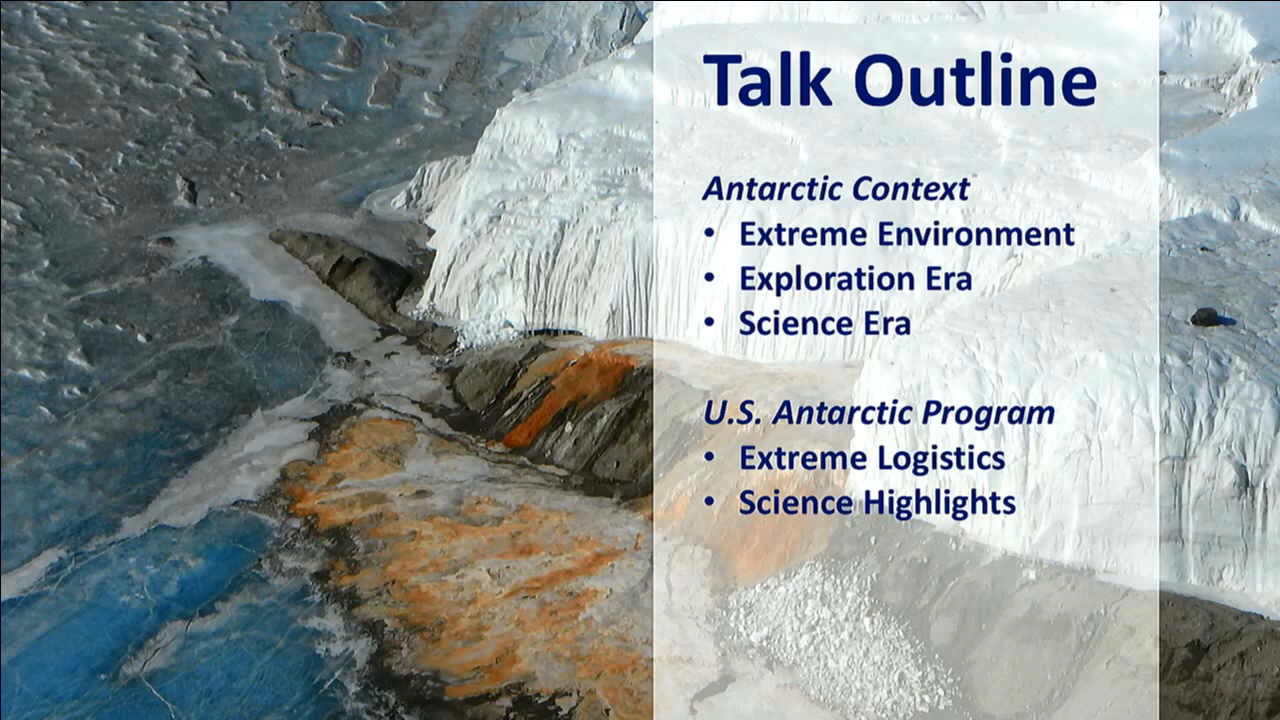 Talk Outline
Antarctic Context
• Extreme Environment
• Exploration Era
• Science Era
U.S. Antarctic Program
• Extreme Logistics
• Science Highlights